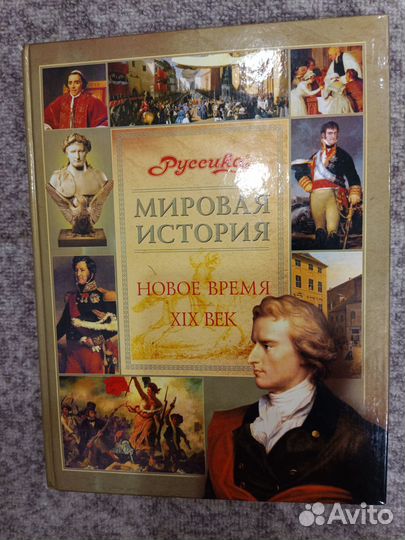 Руссика
МИРОВАЯ
ИСТОРИЯ
НОВОЕ ВРЕМЯ
XIX ВЕК
Avito